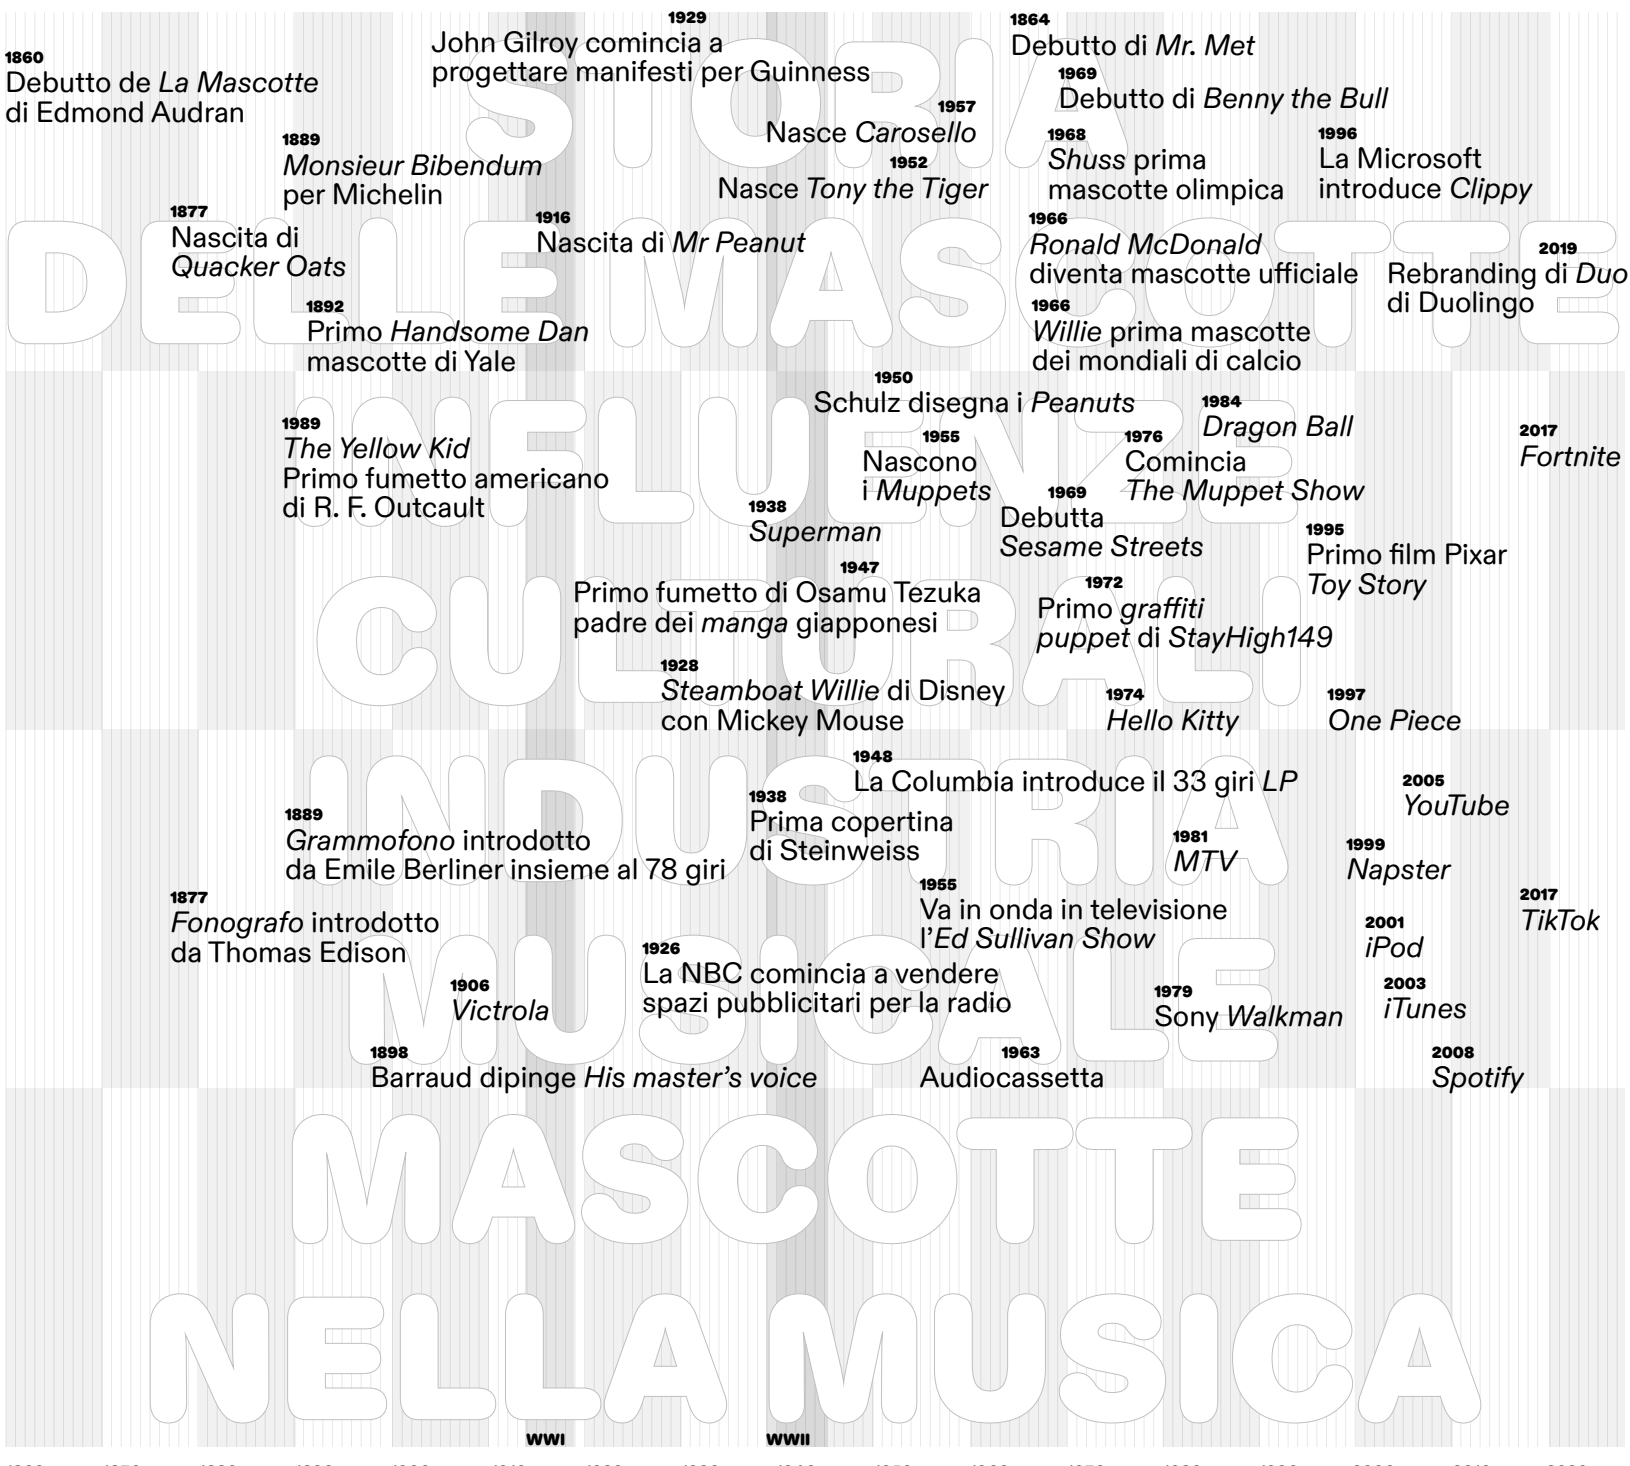 STORIA
DELLE MASCOTTE
1860
Debutto de La Mascotte
di Edmond Audran
1929
John Gilroy comincia a
progettare manifesti per Guinness
1864
Debutto di Mr. Met
1969
Debutto di Benny the Bull
1957
Nasce Carosello
1889
Monsieur Bibendum
per Michelin
1952
Nasce Tony the Tiger
1968
Shuss prima
mascotte olimpica
1996
La Microsoft
introduce Clippy
1877
Nascita di
Quacker Oats
1916
Nascita di Mr Peanut
1966
Ronald McDonald
diventa mascotte ufficiale
2019
Rebranding di Duo
di Duolingo
1892
Primo Handsome Dan
mascotte di Yale
1966
Willie prima mascotte
dei mondiali di calcio
INFLUENZE
CULTURALI
1950
Schulz disegna i Peanuts
1984
Dragon Ball
1989
The Yellow Kid
Primo fumetto americano
di R. F. Outcault
1955
Nascono
i Muppets
1976
Comincia
The Muppet Show
2017
Fortnite
1938
Superman
1969
Debutta
Sesame Streets
1995
Primo film Pixar
Toy Story
1947
Primo fumetto di Osamu Tezuka
padre dei manga giapponesi
1972
Primo graffiti
puppet di StayHigh149
1928
Steamboat Willie di Disney
con Mickey Mouse
1974
Hello Kitty
1997
One Piece
INDUSTRIA
MUSICALE
1948
La Columbia introduce il 33 giri LP
2005
YouTube
1889
Grammofono introdotto
da Emile Berliner insieme al 78 giri
1938
Prima copertina
di Steinweiss
1981
MTV
1999
Napster
1877
Fonografo introdotto
da Thomas Edison
1955
Va in onda in televisione
l'Ed Sullivan Show
2017
TikTok
2001
iPod
1926
La NBC comincia a vendere
spazi pubblicitari per la radio
1906
Victrola
1979
Sony Walkman
2003
iTunes
1898
Barraud dipinge His master's voice
1963
Audiocassetta
2008
Spotify
MASCOTTE
NELLA MUSICA
WWI
WWII